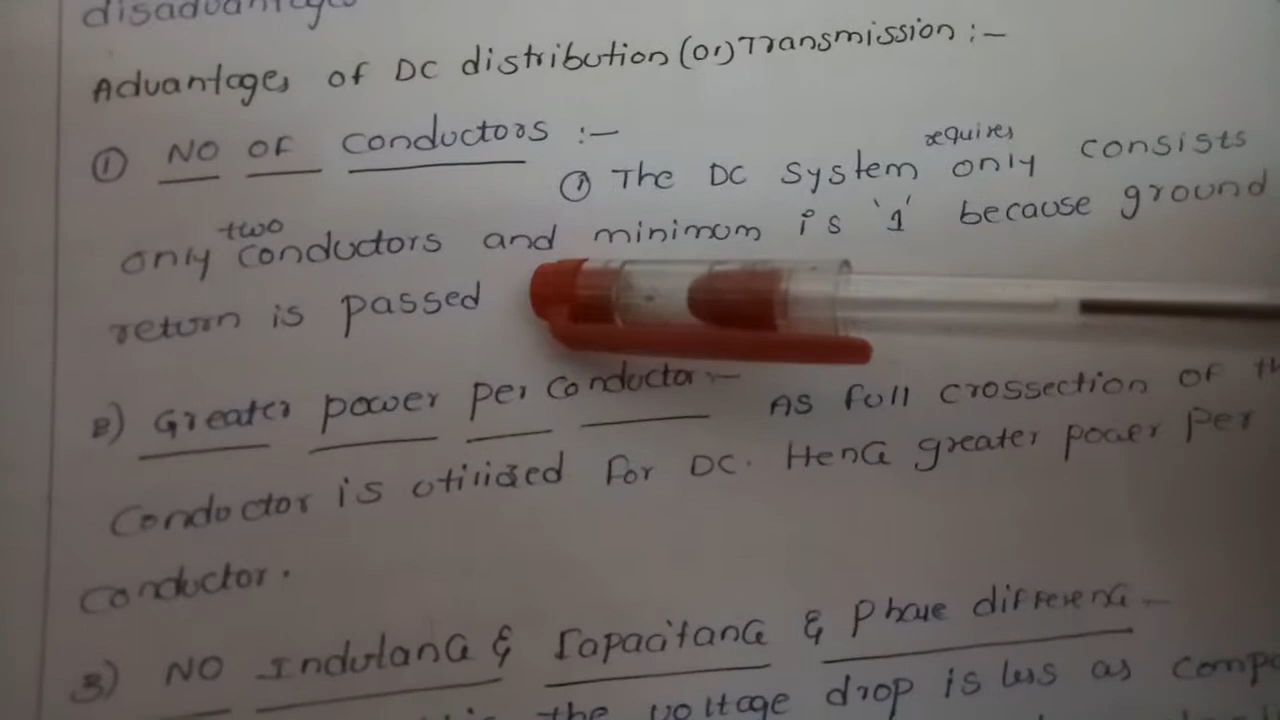 disadvantages
Advantages of DC distribution (or) Transmission :-
① NO OF conductors :-
① The DC system requires only consists
only two conductors and minimum is '1' because ground
return is passed
2) Greater power per conductor :-
As full crossection of th
conductor is utilized for DC. Hence greater power per
conductor.
3) NO Inductance & Capacitance & Phase difference -
the voltage drop is less as comp